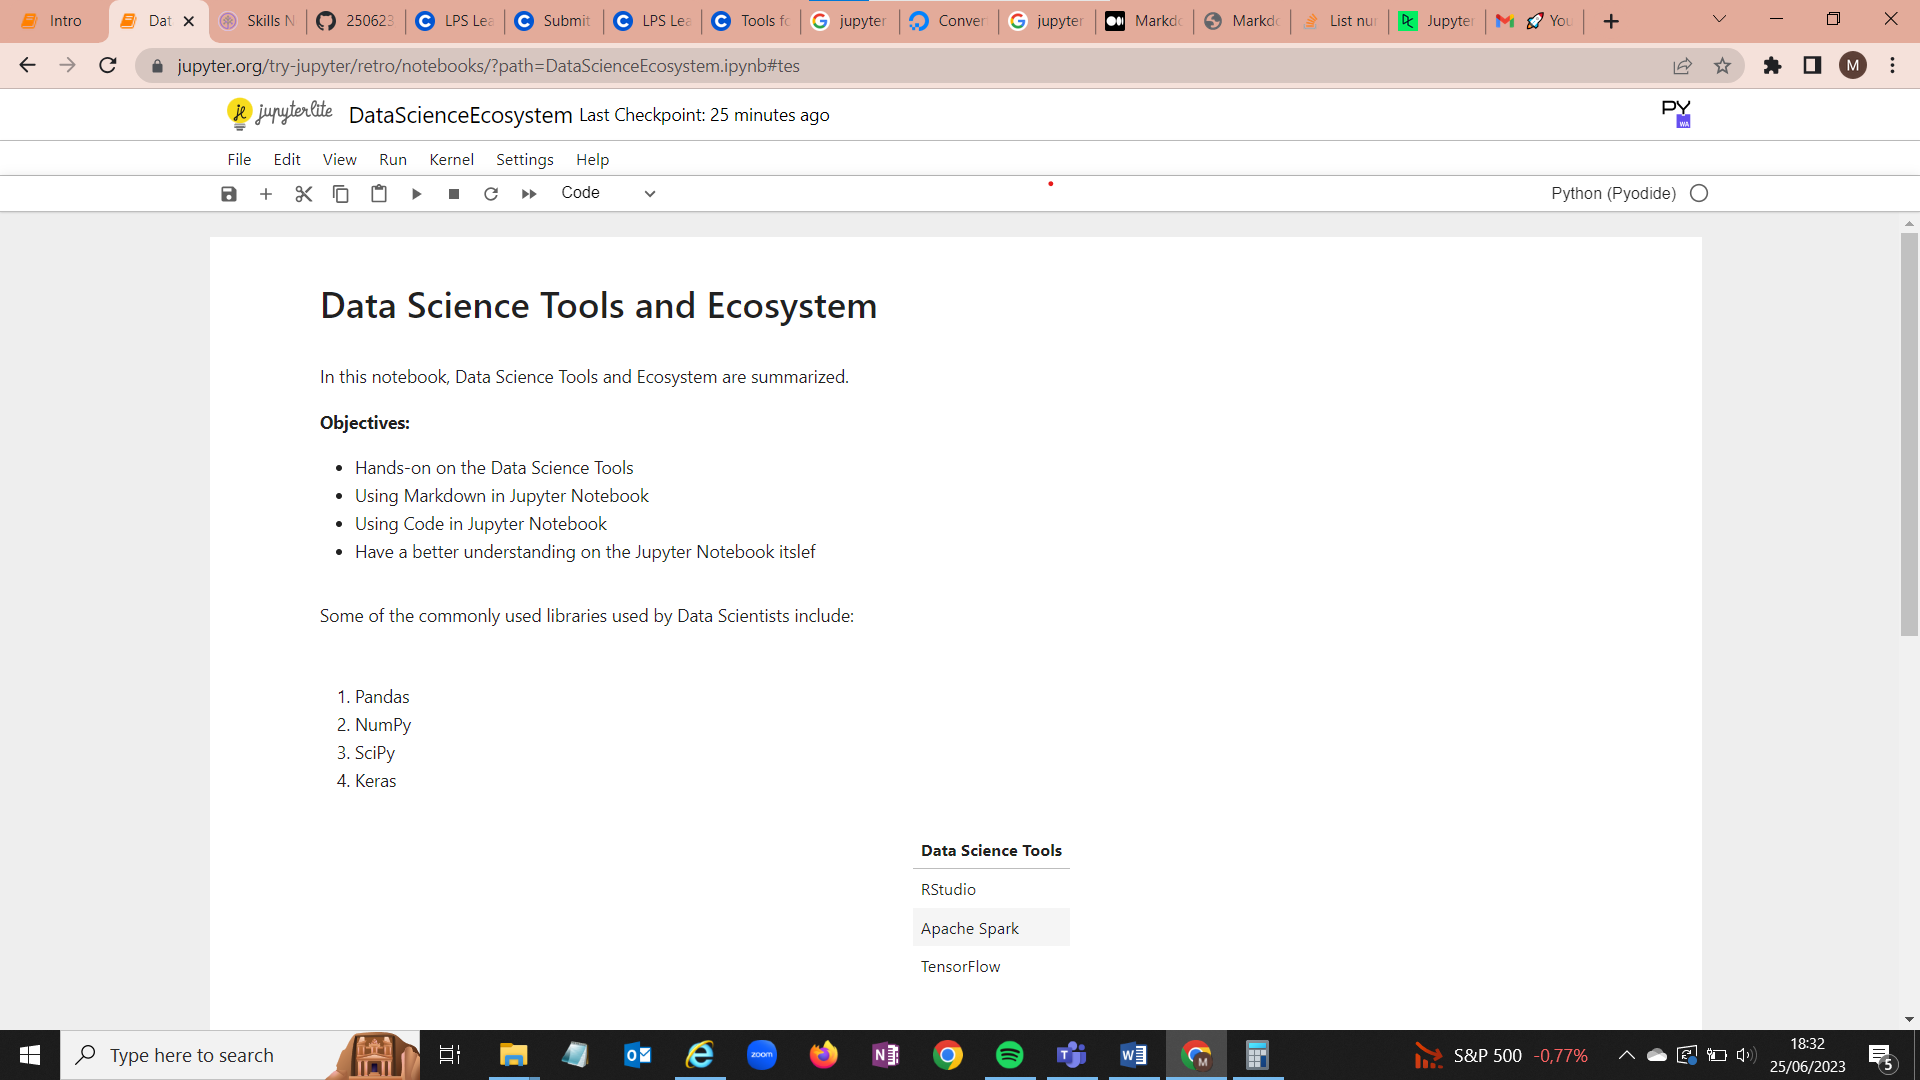 Intro
Dat
Skills N
250623
LPS Lea
Submit
LPS Lea
Tools fo
jupyter
Conver
jupyter
Markdo
Markdo
List nu
Jupyter
You
jupyter.org/try-jupyter/retro/notebooks/?path=DataScienceEcosystem.ipynb#tes
M
jupyterlite DataScienceEcosystem Last Checkpoint: 25 minutes ago
PY
WA
File Edit View Run Kernel Settings Help
Code
Python (Pyodide)
Data Science Tools and Ecosystem
In this notebook, Data Science Tools and Ecosystem are summarized.
Objectives:
• Hands-on on the Data Science Tools
• Using Markdown in Jupyter Notebook
• Using Code in Jupyter Notebook
• Have a better understanding on the Jupyter Notebook itslef
Some of the commonly used libraries used by Data Scientists include:
1. Pandas
2. NumPy
3. SciPy
4. Keras
Data Science Tools
RStudio
Apache Spark
TensorFlow
Type here to search
zoom
S&P 500 -0,77%
18:32
25/06/2023
5